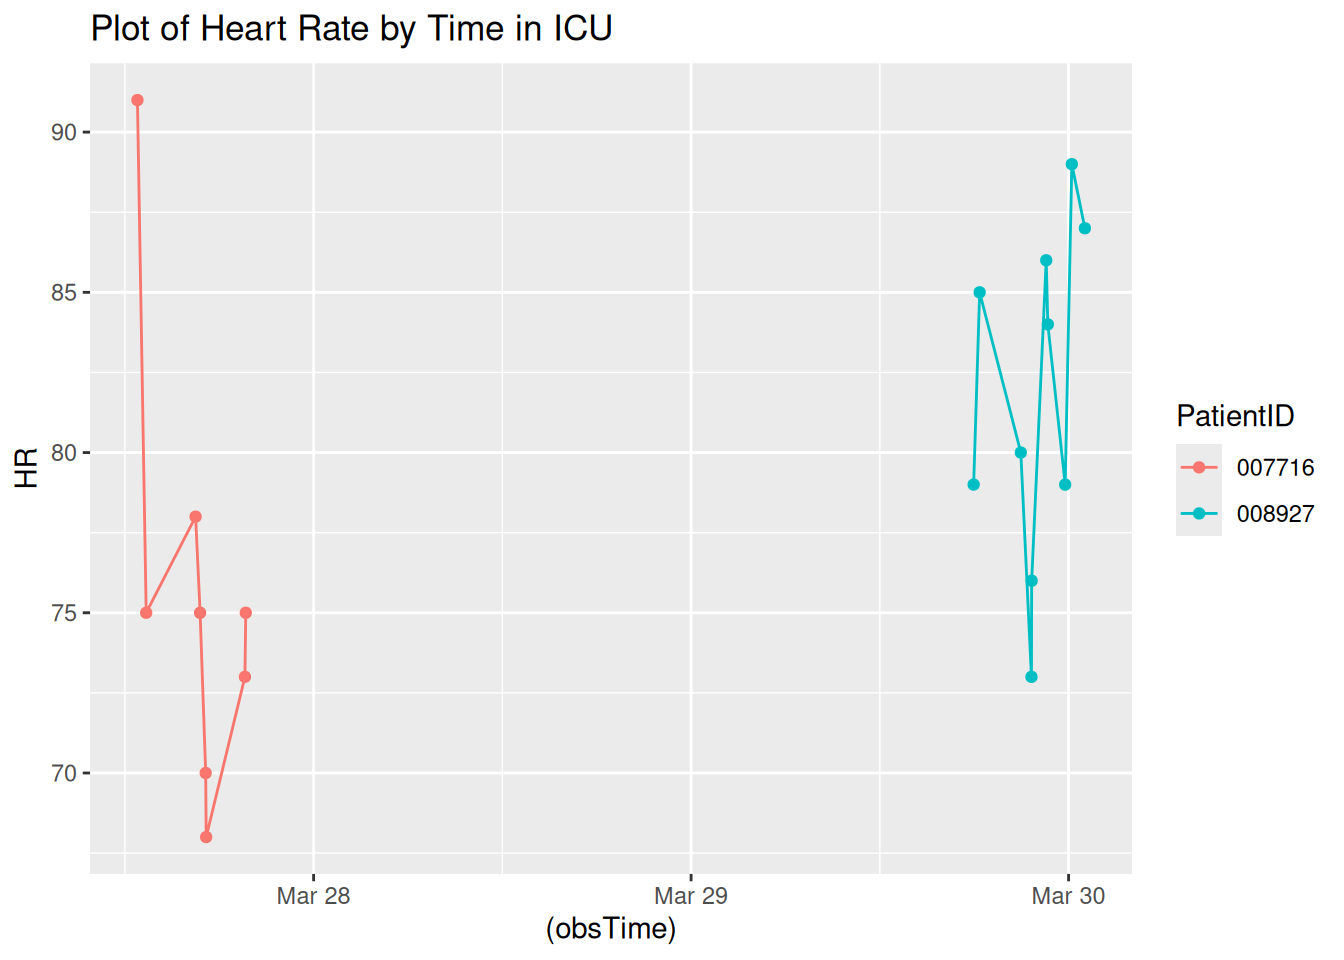 Plot of Heart Rate by Time in ICU
90
85
80
75
70
HR
Mar 28
Mar 29
Mar 30
(obsTime)
PatientID
007716
008927